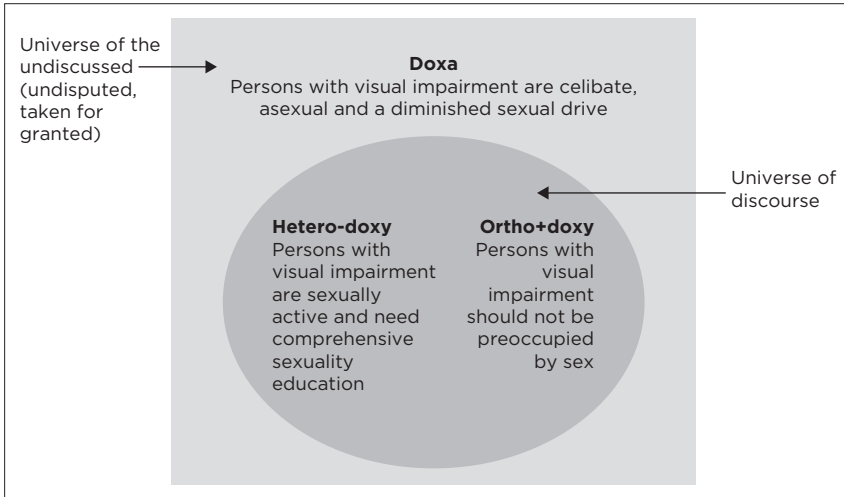 Universe of the
undiscussed
(undisputed,
taken for
granted)
Doxa
Persons with visual impairment are celibate,
asexual and a diminished sexual drive
Universe of
discourse
Hetero-doxy
Persons with
visual impairment
are sexually
active and need
comprehensive
sexuality
education
Ortho+doxy
Persons with
visual
impairment
should not be
preoccupied
by sex